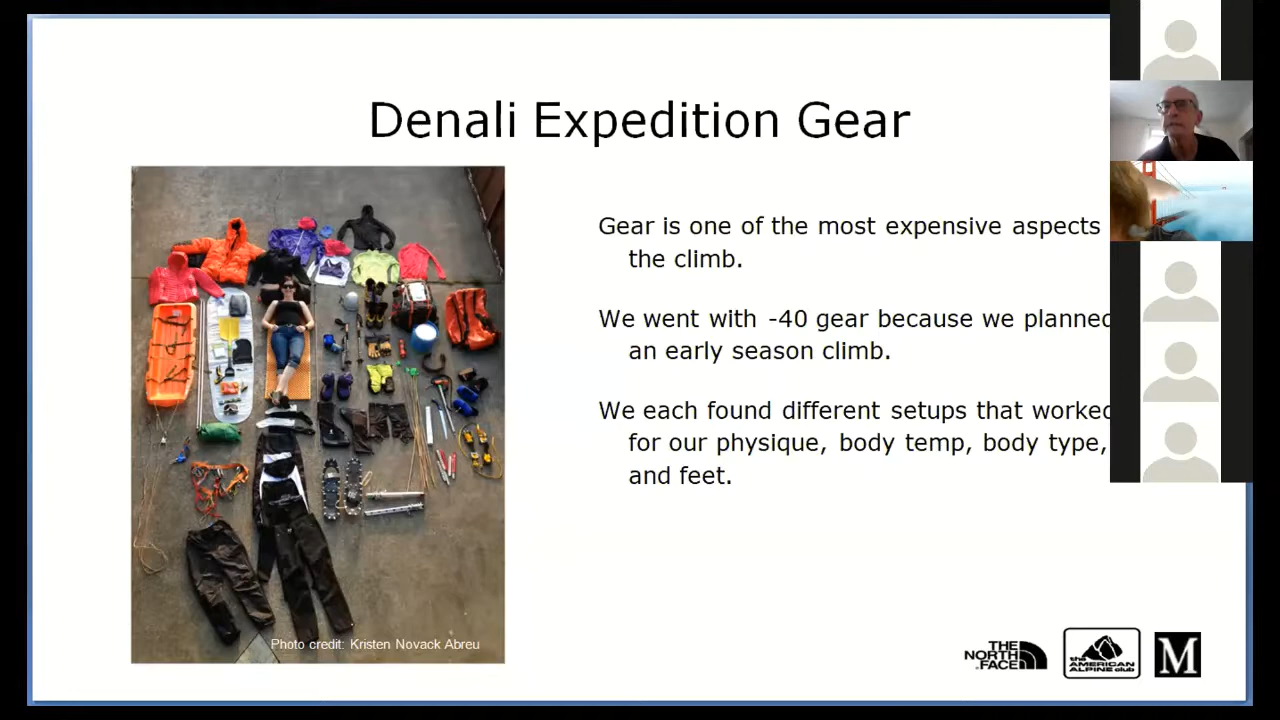 Denali Expedition Gear
Gear is one of the most expensive aspects
the climb.
We went with -40 gear because we planned
an early season climb.
We each found different setups that worked
for our physique, body temp, body type,
and feet.
Photo credit: Kristen Novack Abreu
THE
NORTH
FACE
the
AMERICAN
ALPINE club
M